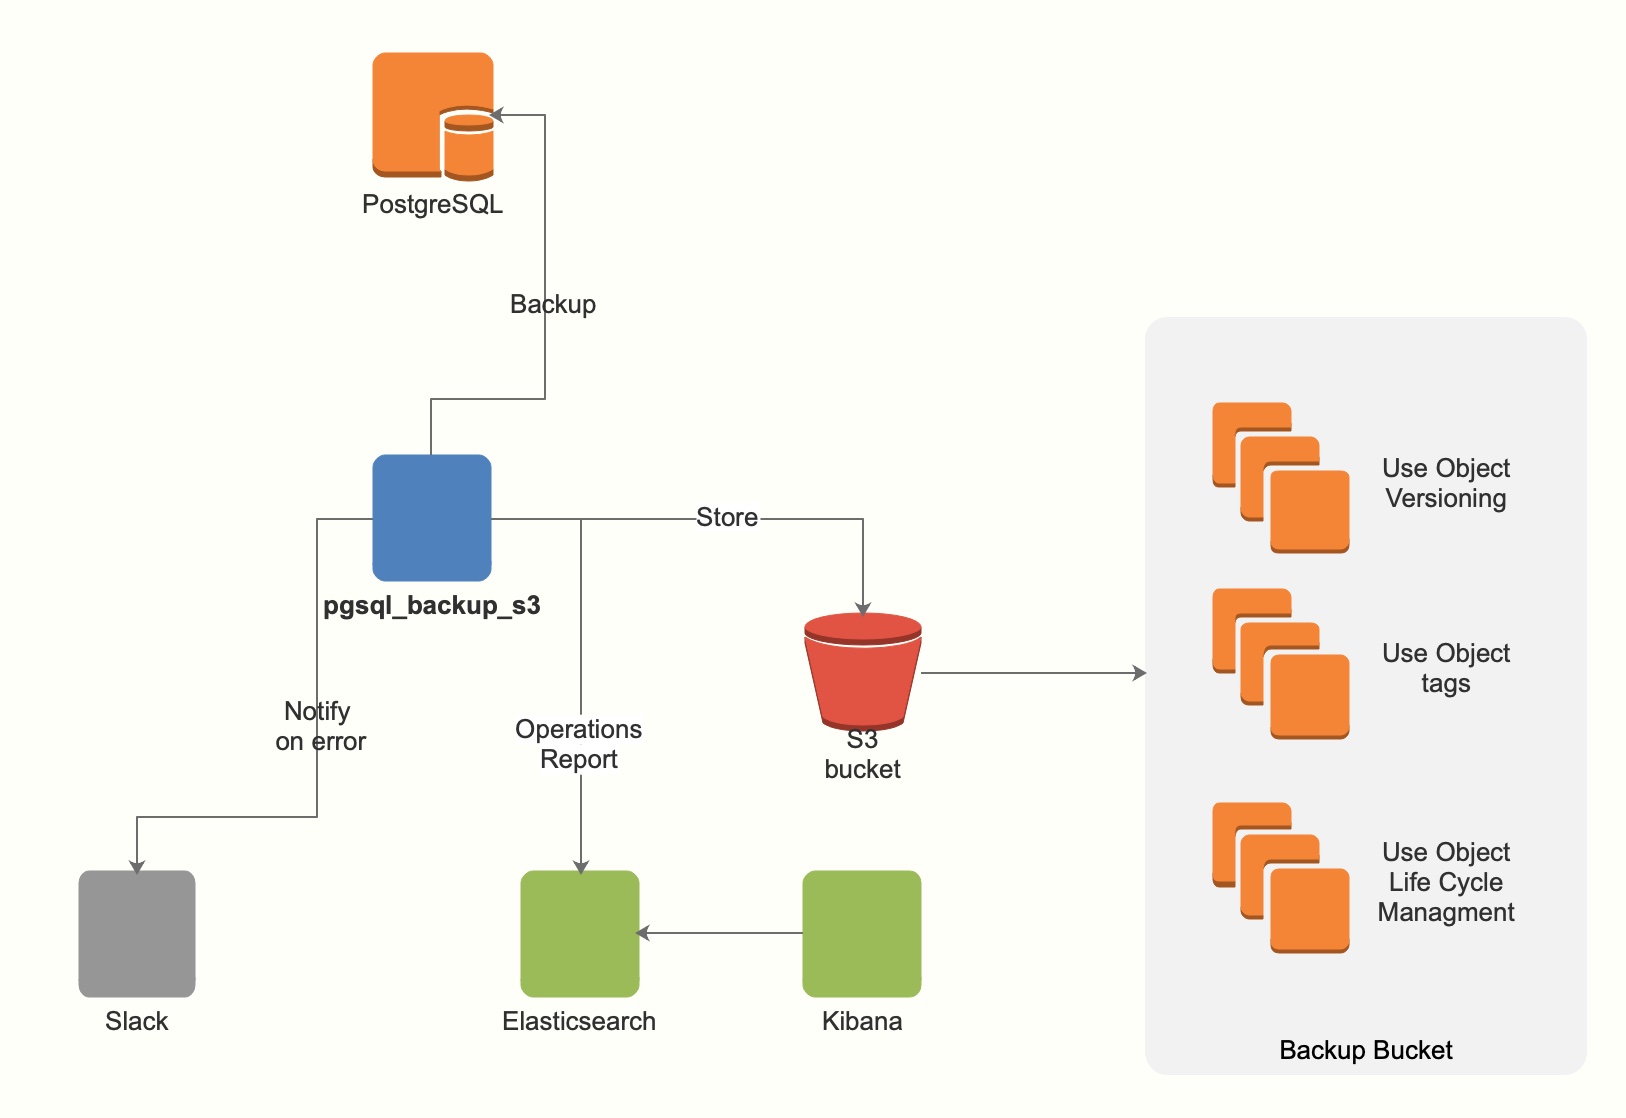 PostgreSQL
Backup
pgsql_backup_s3
Store
Use Object
Versioning
Use Object
tags
Notify
on error
Operations
Report
S3
bucket
Use Object
Life Cycle
Managment
Slack
Elasticsearch
Kibana
Backup Bucket